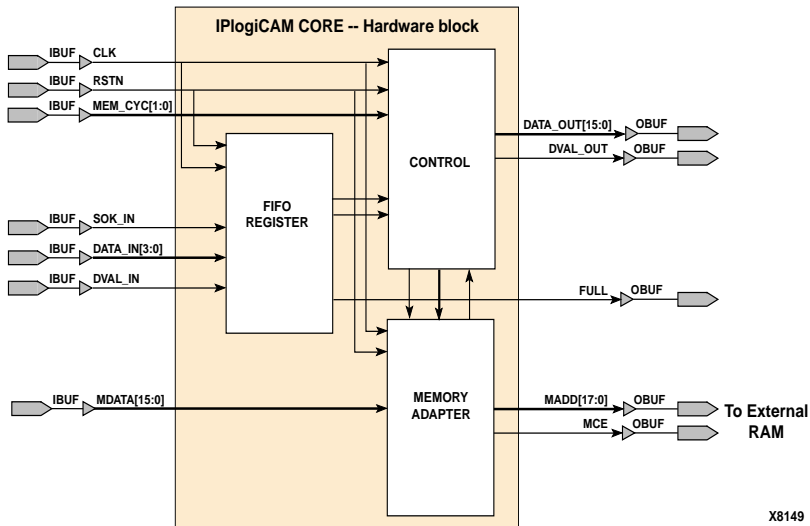 IPlogiCAM CORE -- Hardware block
IBUF CLK
IBUF RSTN
IBUF MEM_CYC[1:0]
DATA_OUT[15:0] OBUF
DVAL_OUT OBUF
CONTROL
FIFO
REGISTER
IBUF SOK_IN
IBUF DATA_IN[3:0]
IBUF DVAL_IN
FULL OBUF
IBUF MDATA[15:0]
MEMORY
ADAPTER
MADD[17:0] OBUF
MCE OBUF
To External
RAM
X8149